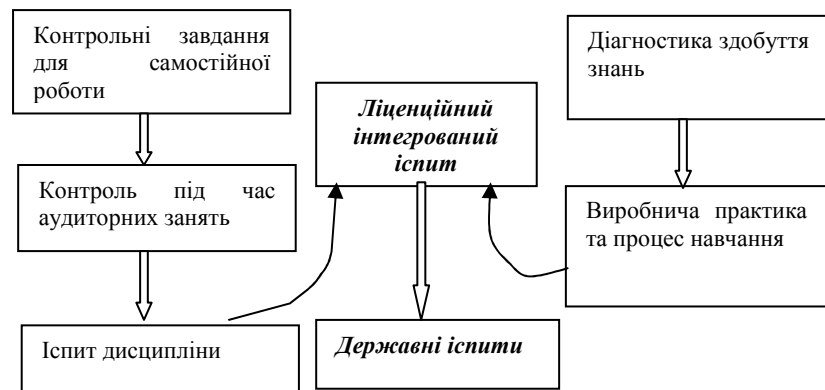 Контрольні завдання
для самостійної
роботи
Контроль під час
аудиторних занять
Іспит дисципліни
Ліценційний
інтегрований
іспит
Державні іспити
Діагностика здобуття
знань
Виробнича практика
та процес навчання